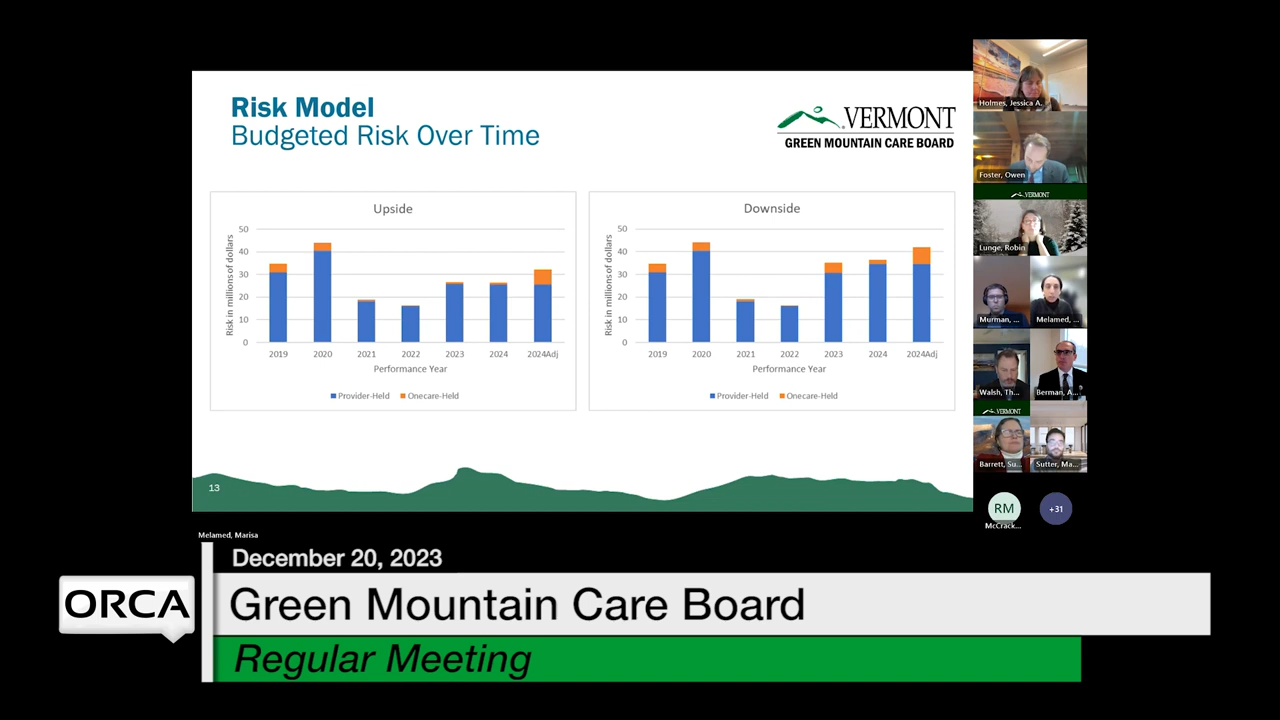 Risk Model
Budgeted Risk Over Time
VERMONT
GREEN MOUNTAIN CARE BOARD
Upside
Risk in millions of dollars
50
40
30
20
10
0
2019 2020 2021 2022 2023 2024 2024Adj
Performance Year
Provider-Held Onecare-Held
Downside
Risk in millions of dollars
50
40
30
20
10
0
2019 2020 2021 2022 2023 2024 2024Adj
Performance Year
Provider-Held Onecare-Held
13
Holmes, Jessica A.
Foster, Owen
VERMONT
Lunge, Robin
Murman, ...
Melamed, ...
Walsh, Th...
Berman, A...
VERMONT
Barrett, Su...
Sutter, Ma...
RM
McCrack...
+31
Melamed, Marisa
December 20, 2023
ORCA
Green Mountain Care Board
Regular Meeting